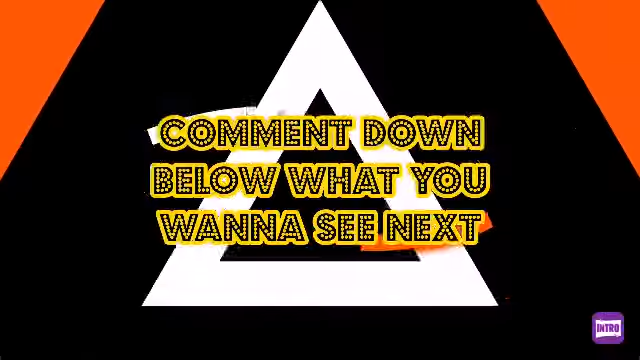 COMMENT DOWN
BELOW WHAT YOU
WANNA SEE NEXT
INTRO